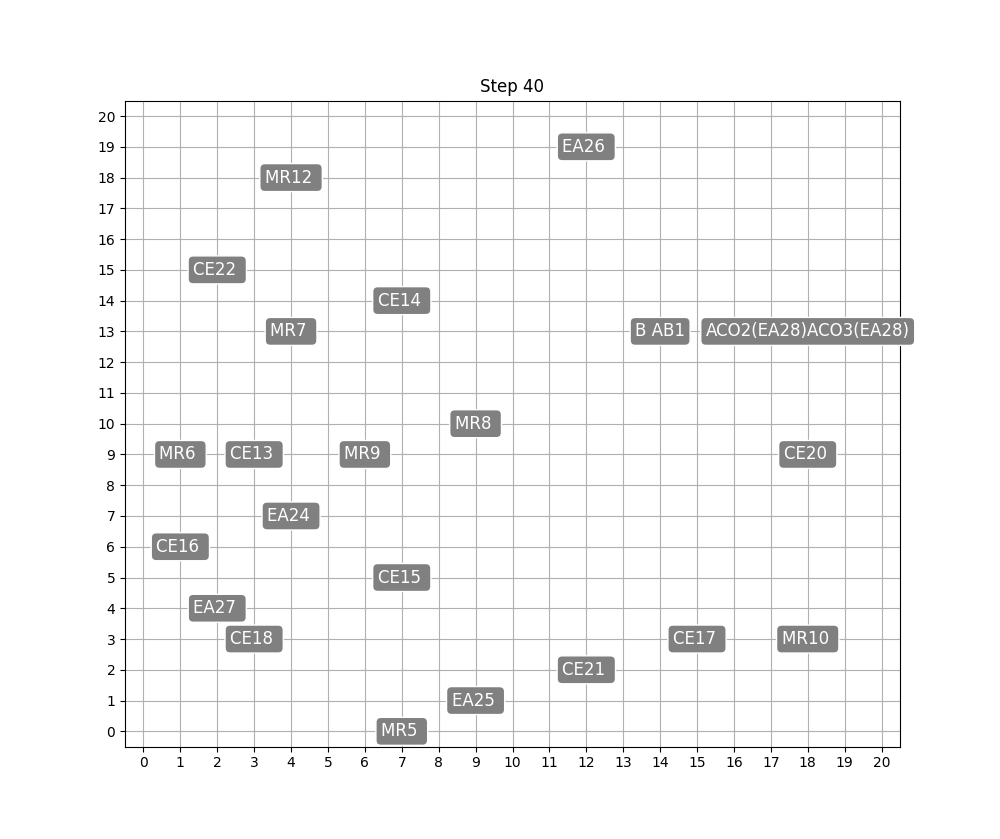 Step 40
20
19
EA26
18
MR12
17
16
15
CE22
14
CE14
13
MR7
B AB1
ACO2(EA28)ACO3(EA28)
12
11
10
MR8
9
MR6
CE13
MR9
CE20
8
7
EA24
6
CE16
5
CE15
4
EA27
3
CE18
CE17
MR10
2
CE21
1
EA25
0
MR5
0 1 2 3 4 5 6 7 8 9 10 11 12 13 14 15 16 17 18 19 20